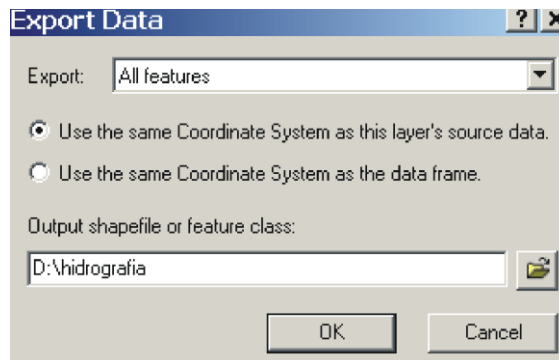 Export Data
Export: All features
Use the same Coordinate System as this layer's source data.
Use the same Coordinate System as the data frame.
Output shapefile or feature class:
D:\hidrografia
OK Cancel